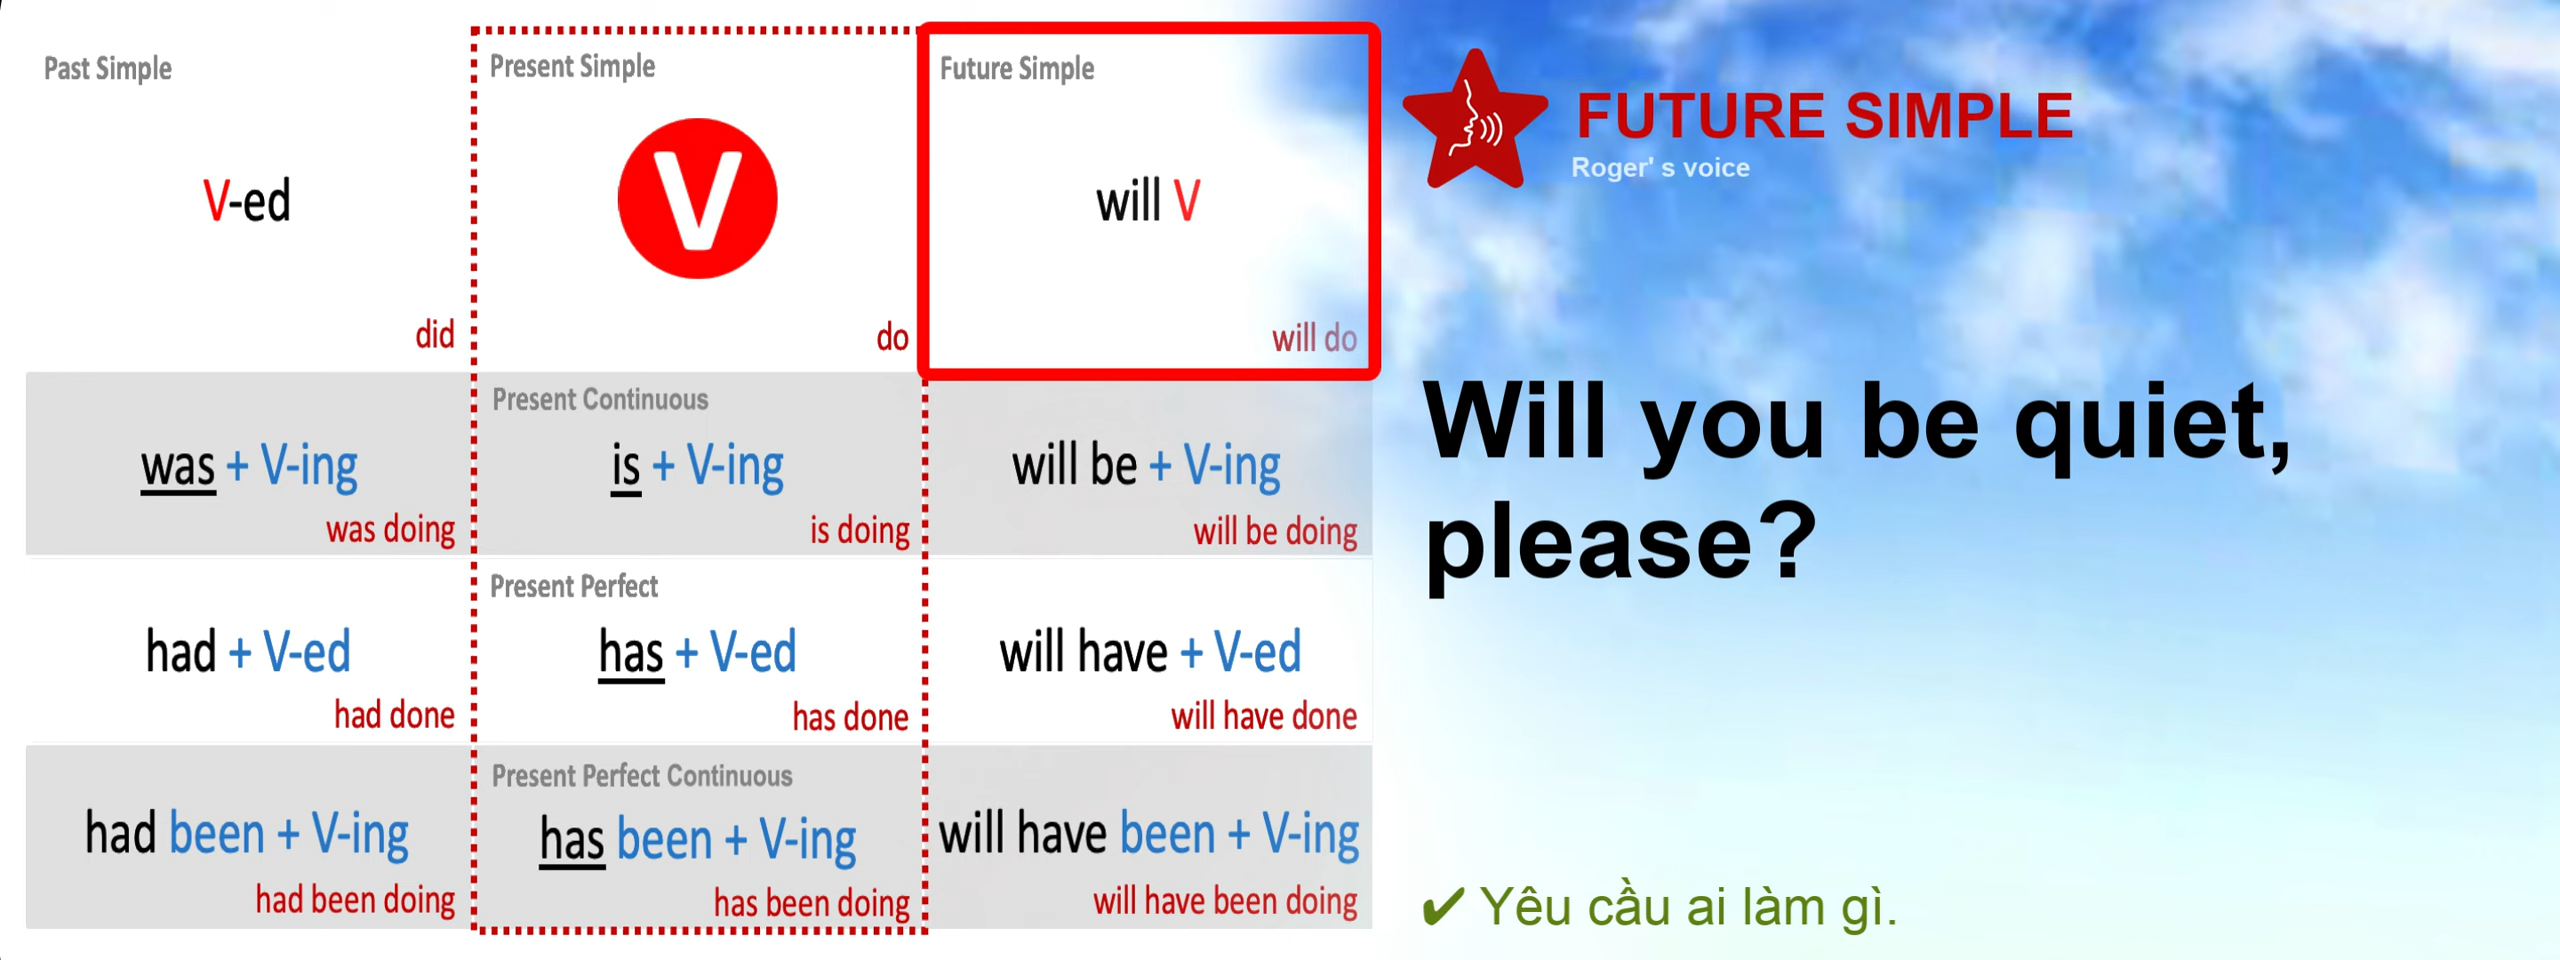 Past Simple
V-ed
did
Present Simple
V
do
Future Simple
will V
will do
was + V-ing
was doing
Present Continuous
is + V-ing
is doing
will be + V-ing
will be doing
had + V-ed
had done
Present Perfect
has + V-ed
has done
will have + V-ed
will have done
had been + V-ing
had been doing
Present Perfect Continuous
has been + V-ing
has been doing
will have been + V-ing
will have been doing
FUTURE SIMPLE
Roger' s voice
Will you be quiet,
please?
✔ Yêu cầu ai làm gì.